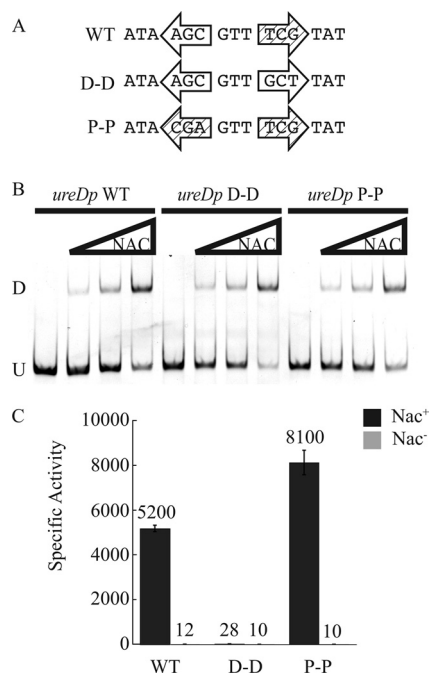 A
WT ATA AGC GTT TCG TAT
D-D ATA AGC GTT GCT TAT
P-P ATA CGA GTT TCG TAT
B
ureDp WT ureDp D-D ureDp P-P
NAC NAC NAC
D
U
C
Nac+
Nac-
Specific Activity
10000
8000
6000
4000
2000
0
5200
12
28
10
8100
10
WT D-D P-P